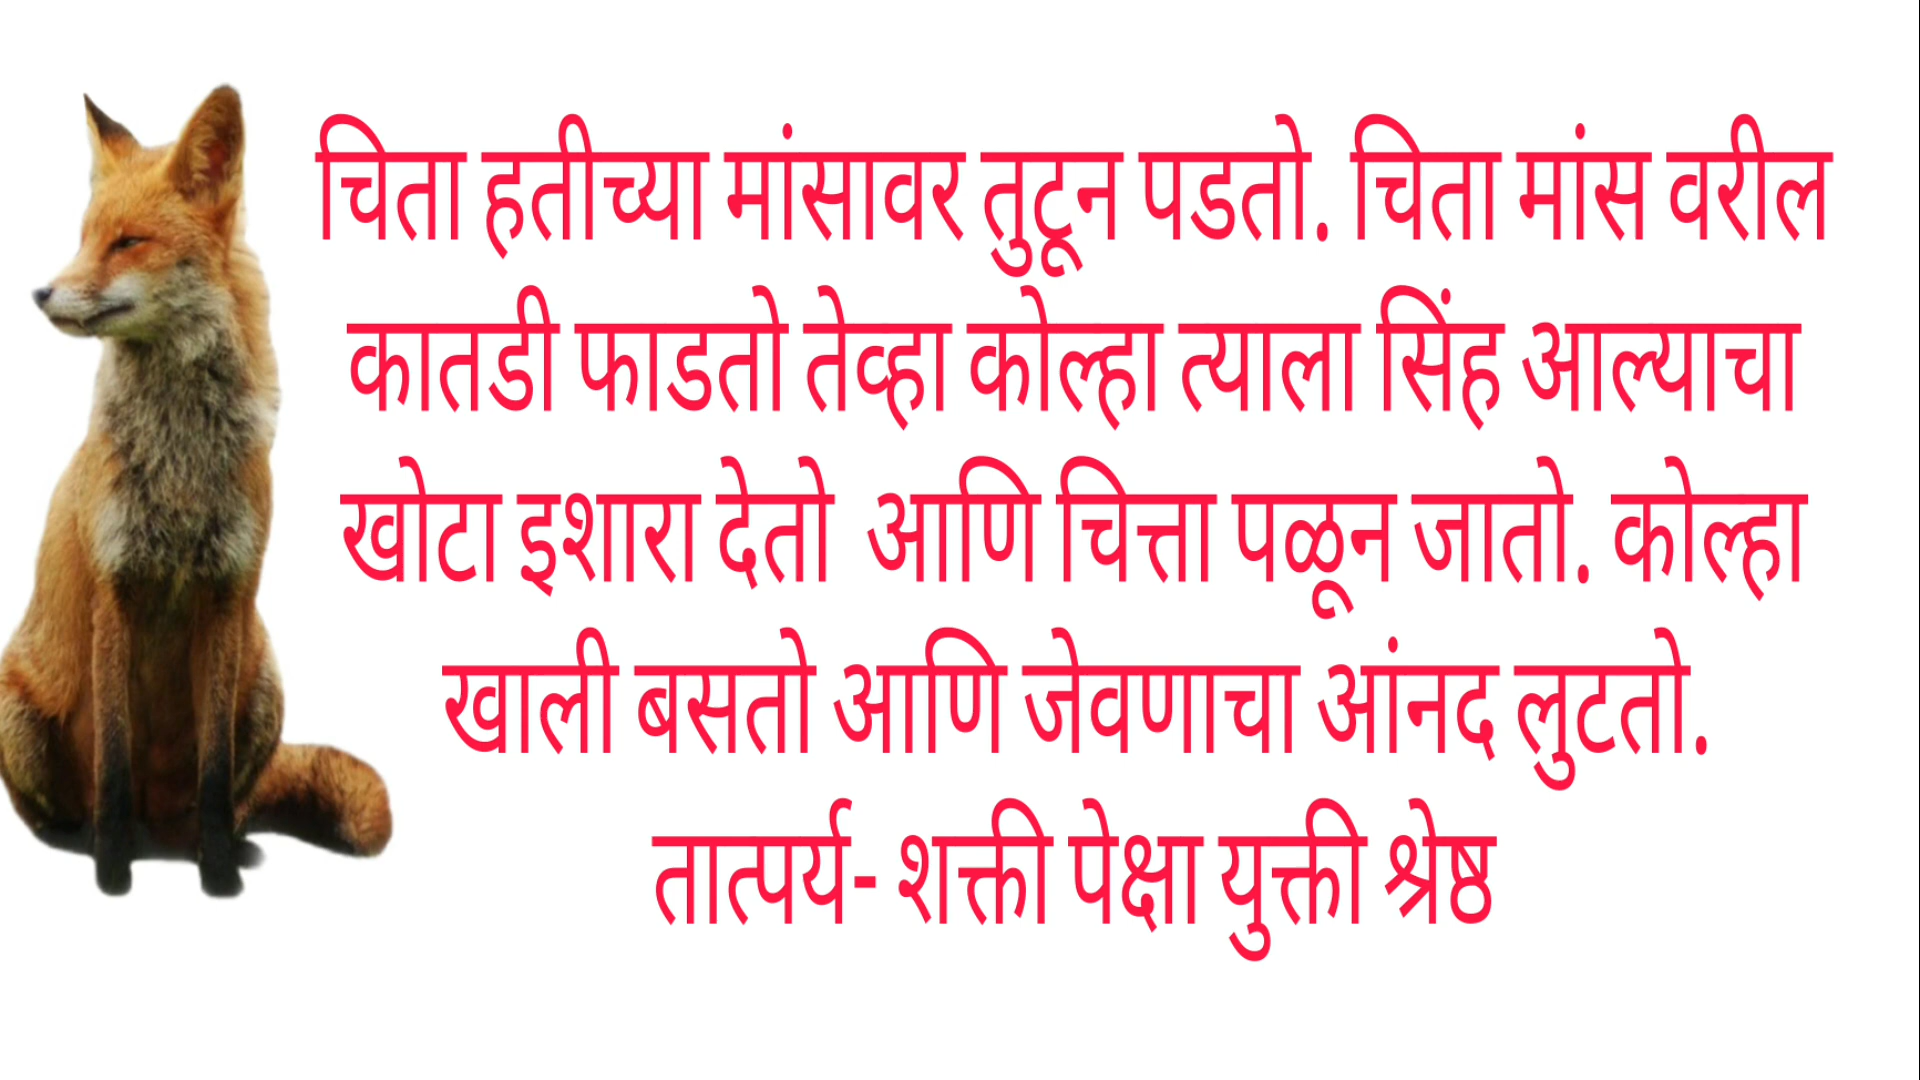 चिता हतीच्या मांसावर तुटून पडतो. चिता मांस वरील
कातडी फाडतो तेव्हा कोल्हा त्याला सिंह आल्याचा
खोटा इशारा देतो आणि चित्ता पळून जातो. कोल्हा
खाली बसतो आणि जेवणाचा आंनद लुटतो.
तात्पर्य- शक्ती पेक्षा युक्ती श्रेष्ठ